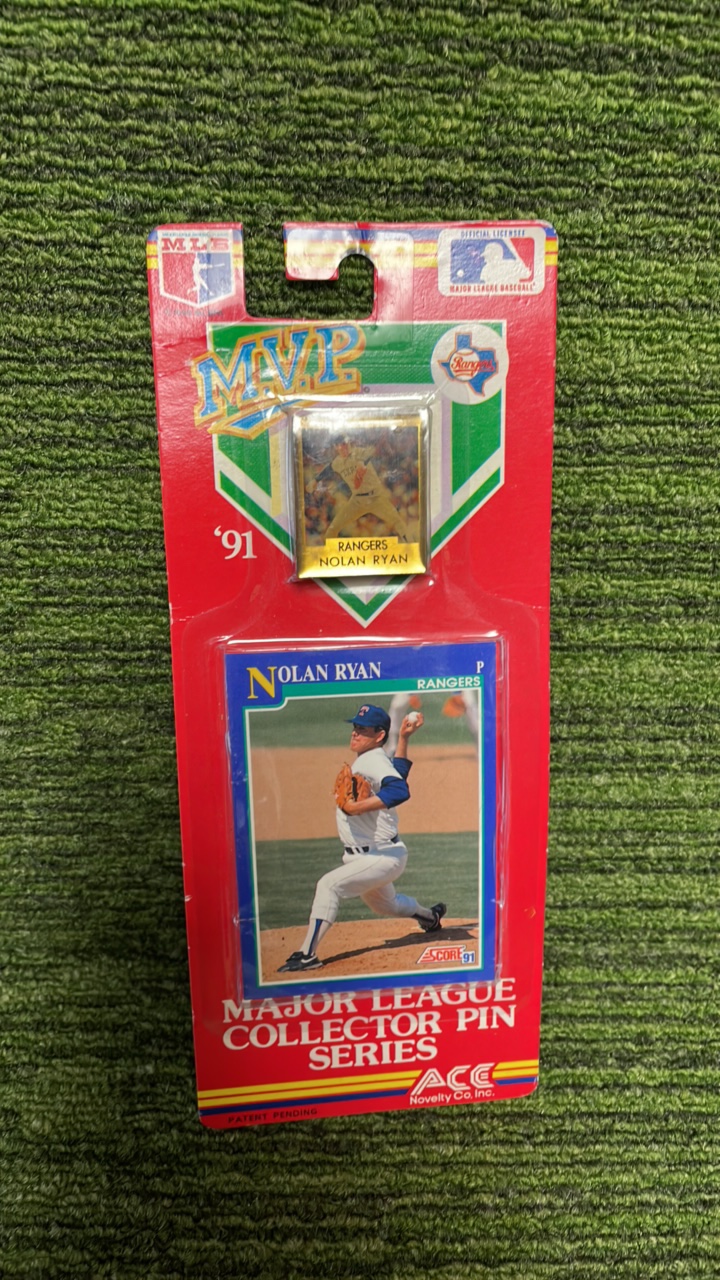 MLB
OFFICIAL LICENSEE
MAJOR LEAGUE BASEBALL
M.V.P.
Rangers
'91
RANGERS
NOLAN RYAN
NOLAN RYAN P
RANGERS
SCORE 91
MAJOR LEAGUE
COLLECTOR PIN
SERIES
ACE
Novelty Co. Inc.
PATENT PENDING